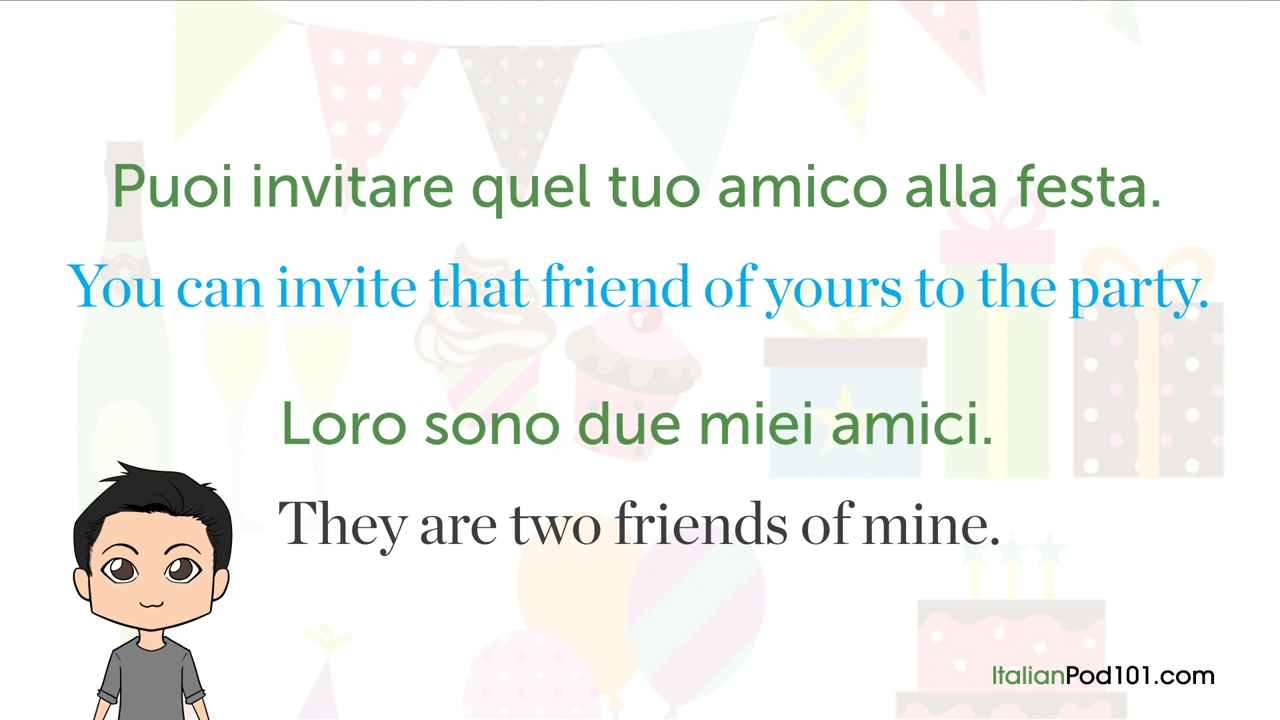 Puoi invitare quel tuo amico alla festa.
You can invite that friend of yours to the party.
Loro sono due miei amici.
They are two friends of mine.
ItalianPod101.com